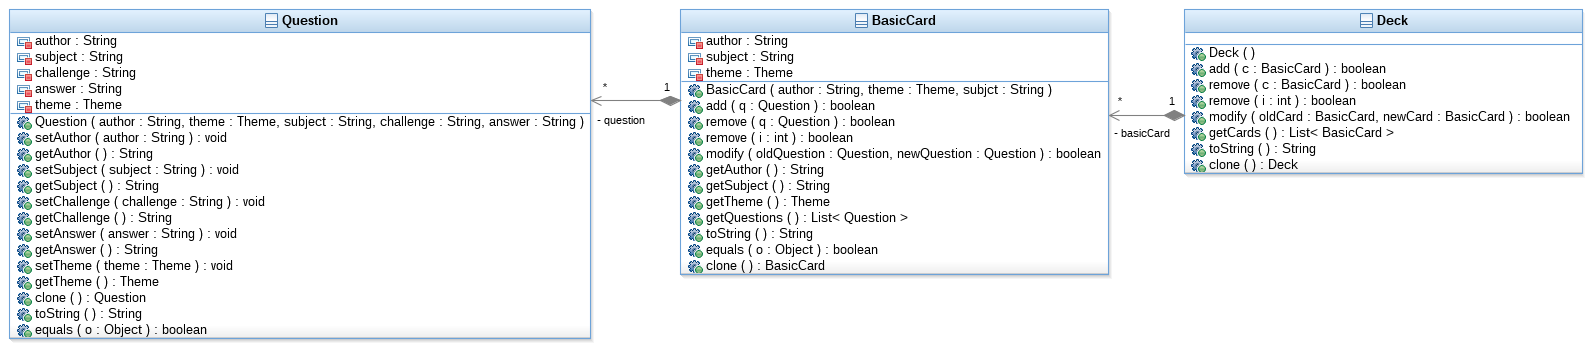 Question
author : String
subject : String
challenge : String
answer : String
theme : Theme
Question ( author : String, theme : Theme, subject : String, challenge : String, answer : String )
setAuthor ( author : String ) : void
getAuthor ( ) : String
setSubject ( subject : String ) : void
getSubject ( ) : String
setChallenge ( challenge : String ) : void
getChallenge ( ) : String
setAnswer ( answer : String ) : void
getAnswer ( ) : String
setTheme ( theme : Theme ) : void
getTheme ( ) : Theme
clone ( ) : Question
toString ( ) : String
equals ( o : Object ) : boolean
* 1
- question
BasicCard
author : String
subject : String
theme : Theme
BasicCard ( author : String, theme : Theme, subjct : String )
add ( q : Question ) : boolean
remove ( q : Question ) : boolean
remove ( i : int ) : boolean
modify ( oldQuestion : Question, newQuestion : Question ) : boolean
getAuthor ( ) : String
getSubject ( ) : String
getTheme ( ) : Theme
getQuestions ( ) : List< Question >
toString ( ) : String
equals ( o : Object ) : boolean
clone ( ) : BasicCard
* 1
- basicCard
Deck
Deck ( )
add ( c : BasicCard ) : boolean
remove ( c : BasicCard ) : boolean
remove ( i : int ) : boolean
modify ( oldCard : BasicCard, newCard : BasicCard ) : boolean
getCards ( ) : List< BasicCard >
toString ( ) : String
clone ( ) : Deck